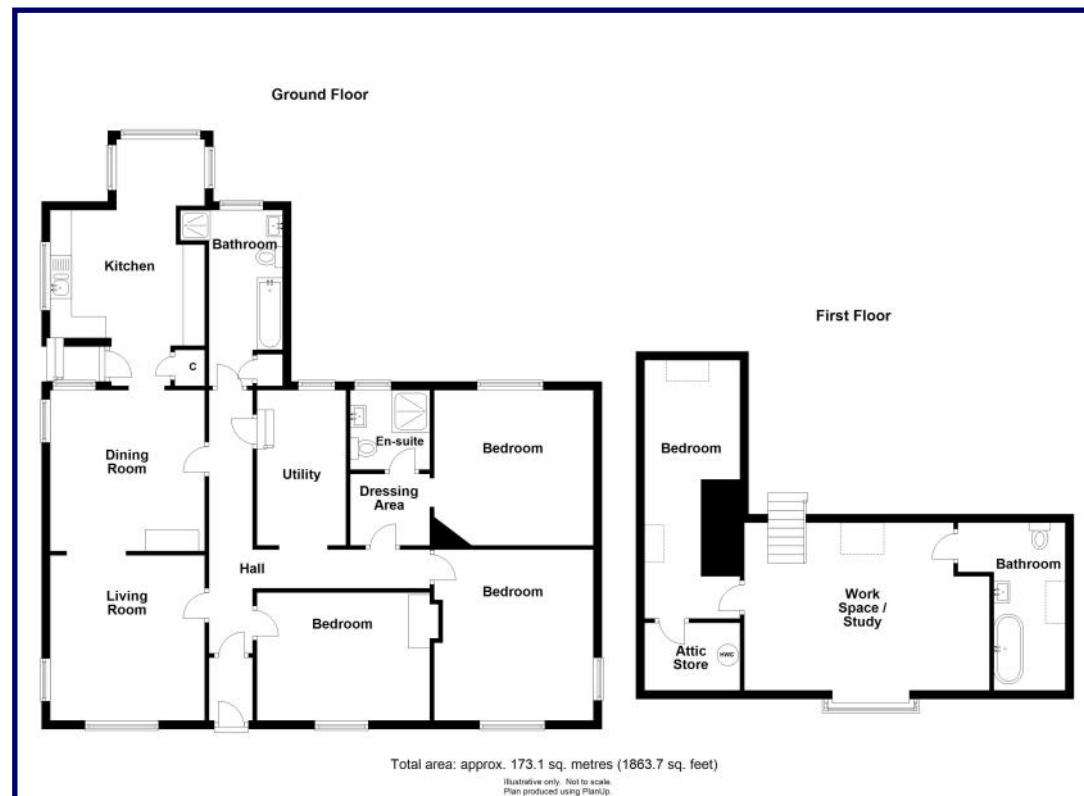 Ground Floor
Kitchen
Bathroom
C
Dining
Room
Utility
En-suite
Dressing
Area
Bedroom
Hall
Living
Room
Bedroom
Bedroom
First Floor
Bedroom
Work
Space /
Study
Bathroom
Attic
Store
HWC
Total area: approx. 173.1 sq. metres (1863.7 sq. feet)
Illustrative only. Not to scale.
Plan produced using PlanUp.